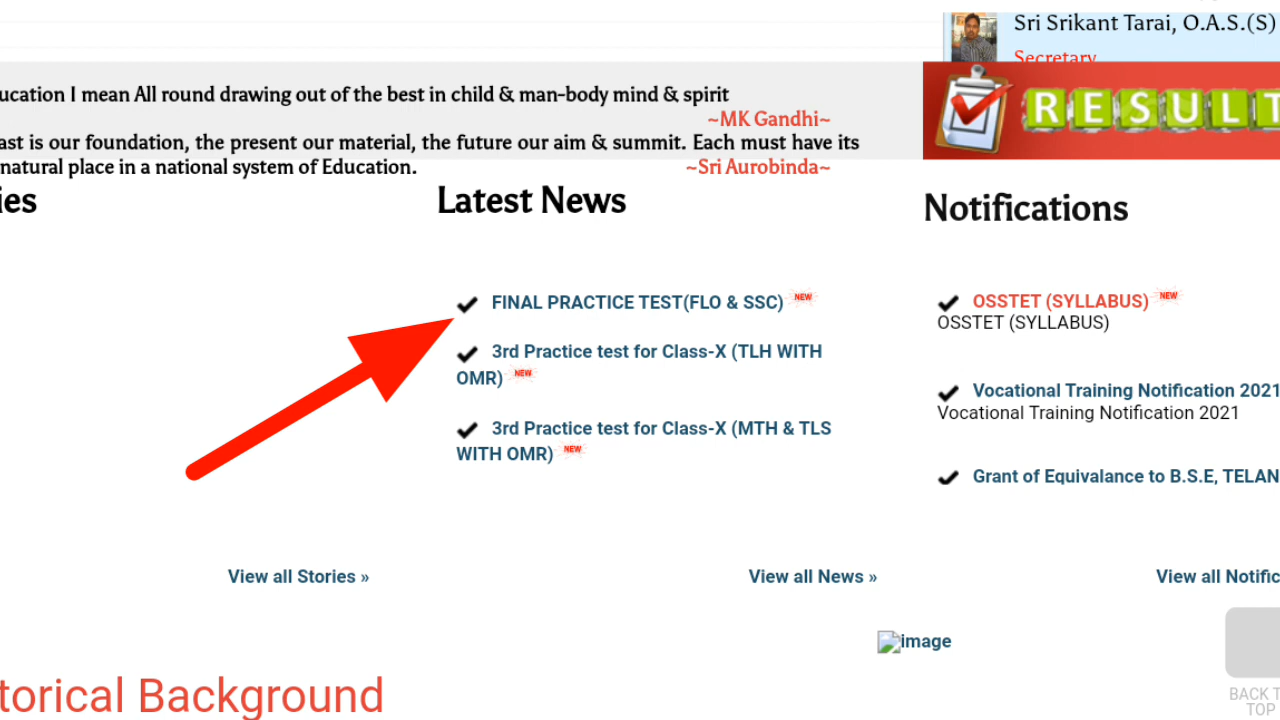 Sri Srikant Tarai, O.A.S.(S)
Secretary
ucation I mean All round drawing out of the best in child & man-body mind & spirit
~MK Gandhi~
ast is our foundation, the present our material, the future our aim & summit. Each must have its
natural place in a national system of Education.
~Sri Aurobinda~
RESULT
ies
Latest News
FINAL PRACTICE TEST(FLO & SSC) NEW
3rd Practice test for Class-X (TLH WITH
OMR) NEW
3rd Practice test for Class-X (MTH & TLS
WITH OMR) NEW
Notifications
OSSTET (SYLLABUS) NEW
OSSTET (SYLLABUS)
Vocational Training Notification 2021
Vocational Training Notification 2021
Grant of Equivalance to B.S.E, TELAN
View all Stories »
View all News »
View all Notific
image
torical Background
BACK T
TOP